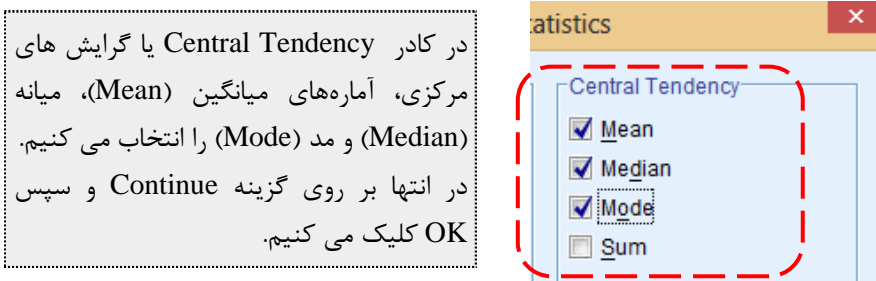 در کادر Central Tendency یا گرایش های
مرکزی، آماره‌های میانگین (Mean)، میانه
(Median) و مد (Mode) را انتخاب می کنیم.
در انتها بر روی گزینه Continue و سپس
OK کلیک می کنیم.
atistics
Central Tendency
Mean
Median
Mode
Sum